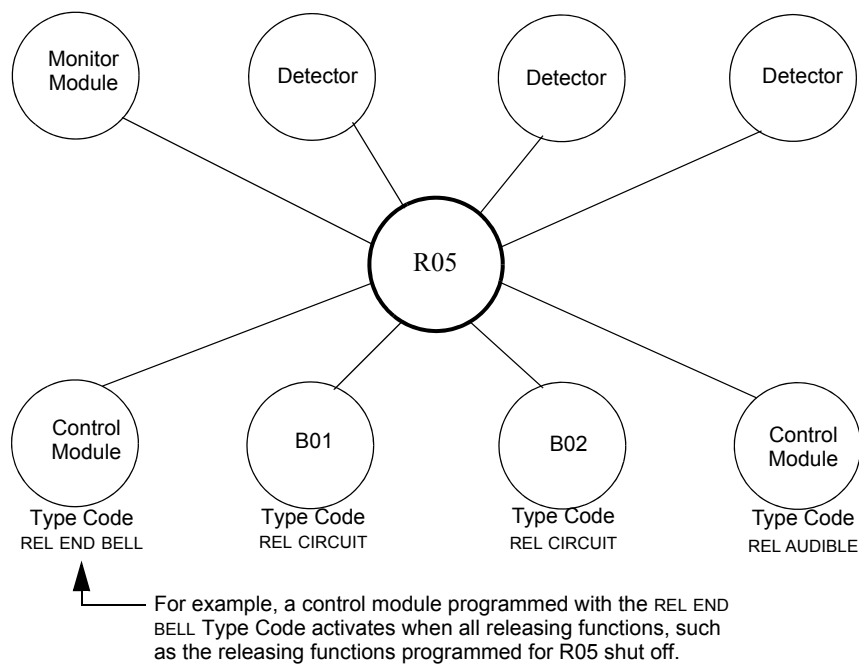 Monitor
Module
Detector
Detector
Detector
R05
Control
Module
B01
B02
Control
Module
Type Code
REL END BELL
Type Code
REL CIRCUIT
Type Code
REL CIRCUIT
Type Code
REL AUDIBLE
For example, a control module programmed with the REL END
BELL Type Code activates when all releasing functions, such
as the releasing functions programmed for R05 shut off.